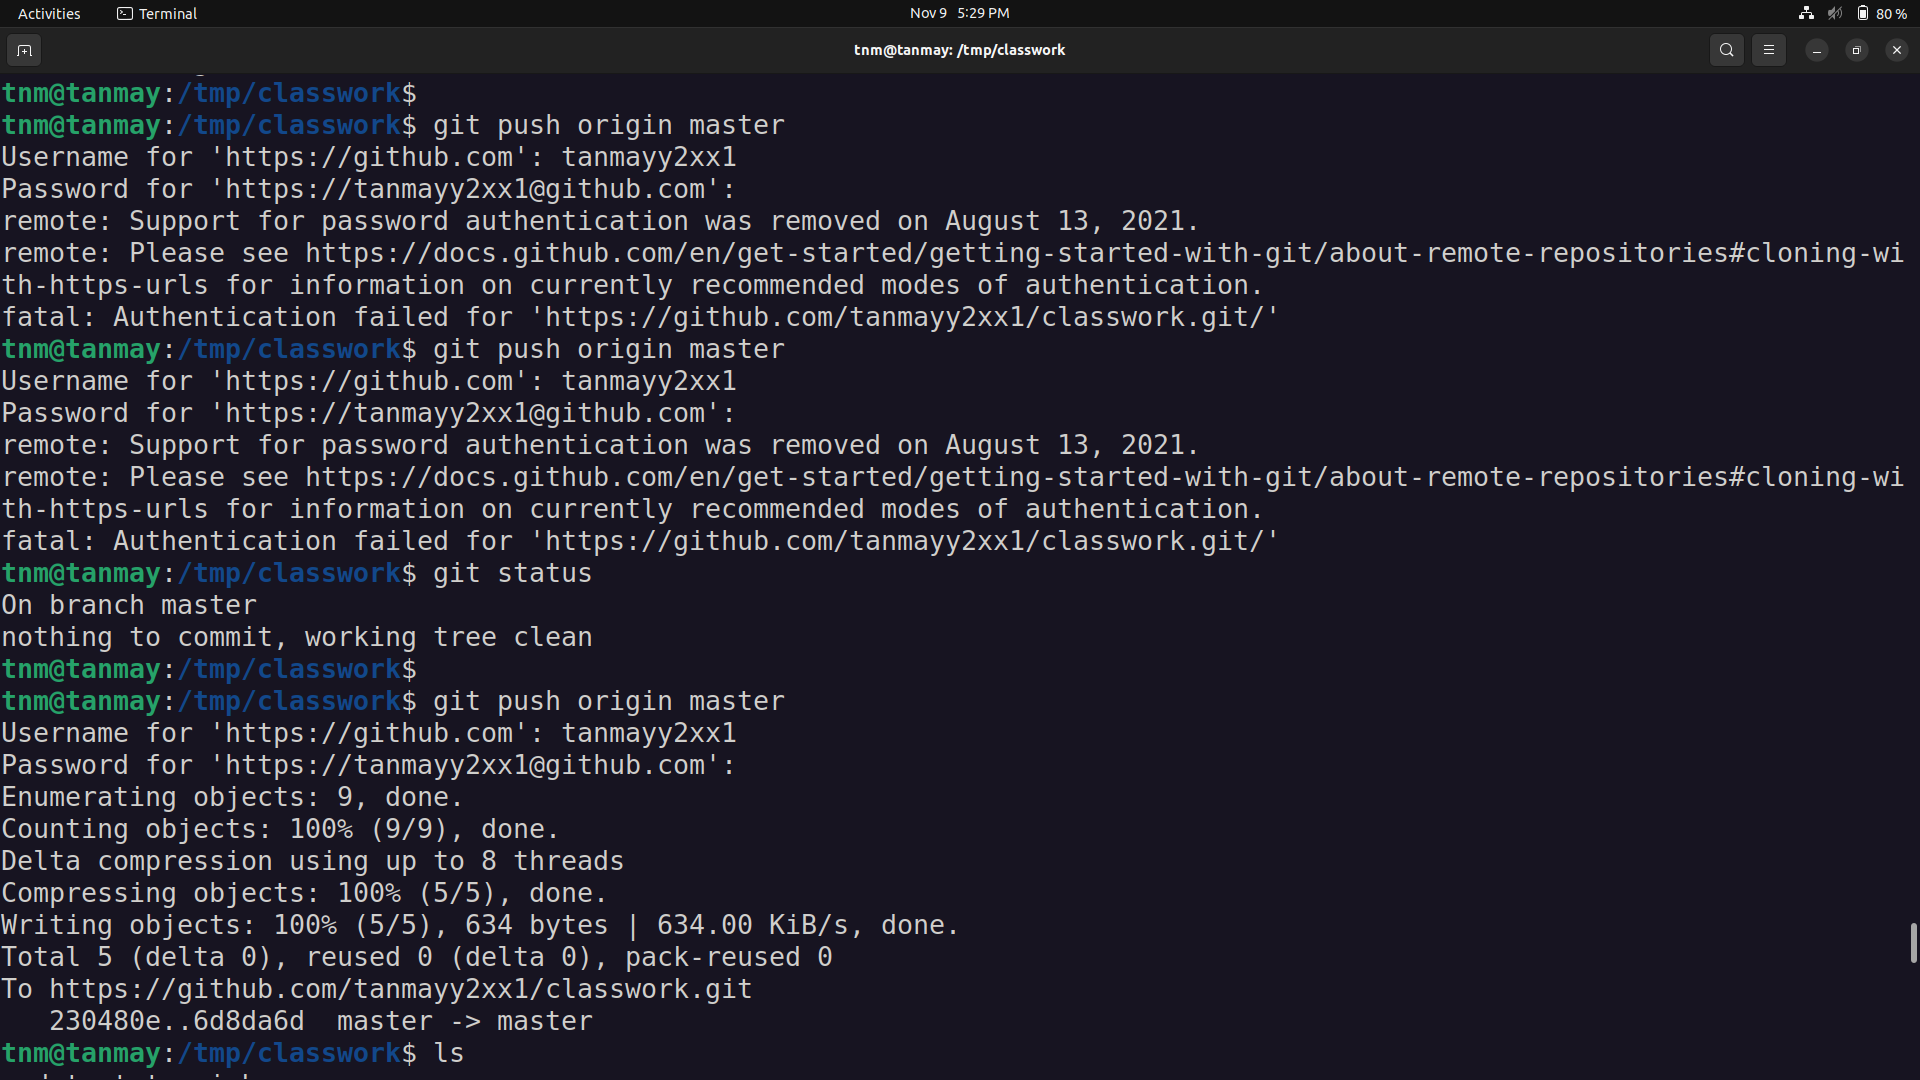 Activities Terminal Nov 9 5:29 PM 80 %
tnm@tanmay: /tmp/classwork
tnm@tanmay:/tmp/classwork$
tnm@tanmay:/tmp/classwork$ git push origin master
Username for 'https://github.com': tanmayy2xx1
Password for 'https://tanmayy2xx1@github.com':
remote: Support for password authentication was removed on August 13, 2021.
remote: Please see https://docs.github.com/en/get-started/getting-started-with-git/about-remote-repositories#cloning-wi
th-https-urls for information on currently recommended modes of authentication.
fatal: Authentication failed for 'https://github.com/tanmayy2xx1/classwork.git/'
tnm@tanmay:/tmp/classwork$ git push origin master
Username for 'https://github.com': tanmayy2xx1
Password for 'https://tanmayy2xx1@github.com':
remote: Support for password authentication was removed on August 13, 2021.
remote: Please see https://docs.github.com/en/get-started/getting-started-with-git/about-remote-repositories#cloning-wi
th-https-urls for information on currently recommended modes of authentication.
fatal: Authentication failed for 'https://github.com/tanmayy2xx1/classwork.git/'
tnm@tanmay:/tmp/classwork$ git status
On branch master
nothing to commit, working tree clean
tnm@tanmay:/tmp/classwork$
tnm@tanmay:/tmp/classwork$ git push origin master
Username for 'https://github.com': tanmayy2xx1
Password for 'https://tanmayy2xx1@github.com':
Enumerating objects: 9, done.
Counting objects: 100% (9/9), done.
Delta compression using up to 8 threads
Compressing objects: 100% (5/5), done.
Writing objects: 100% (5/5), 634 bytes | 634.00 KiB/s, done.
Total 5 (delta 0), reused 0 (delta 0), pack-reused 0
To https://github.com/tanmayy2xx1/classwork.git
   230480e..6d8da6d  master -> master
tnm@tanmay:/tmp/classwork$ ls